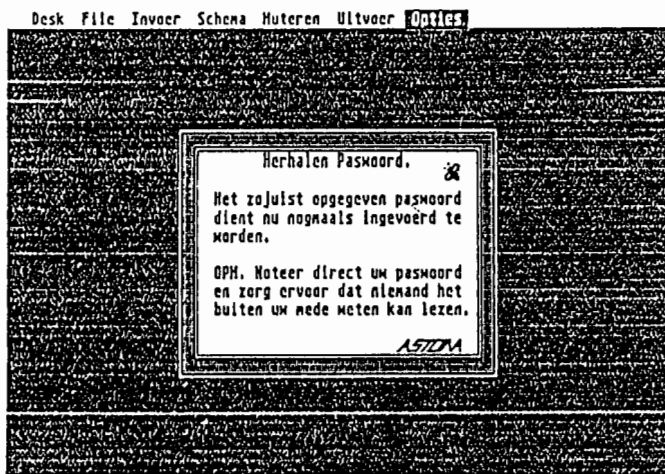 Desk File Invoer Schema Muteren Uitvoer Opties
Herhalen Paswoord.
Het zojuist opgegeven paswoord
dient nu nogmaals ingevoerd te
worden.
OPM. Noteer direct uw paswoord
en zorg ervoor dat niemand het
buiten uw mede weten kan lezen.